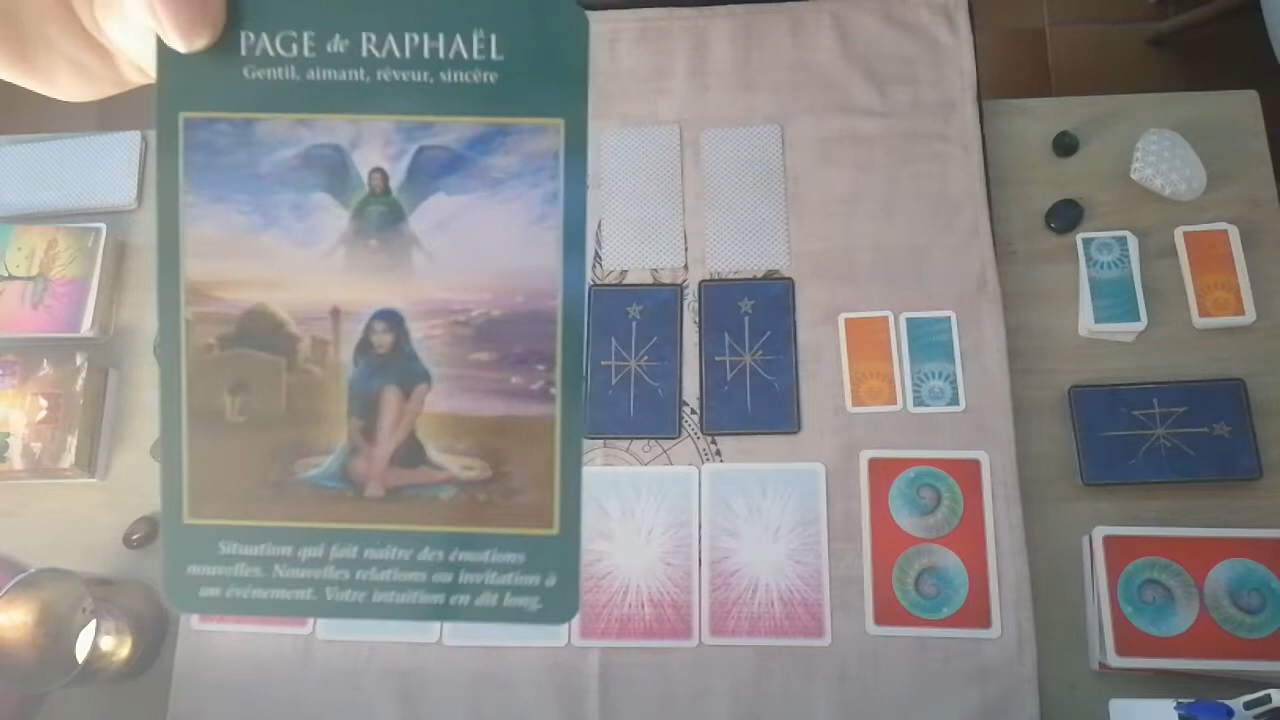 PAGE de RAPHAËL
Gentil, aimant, rêveur, sincère
Situation qui fait naître des émotions
nouvelles. Nouvelles relations ou invitation à
un événement. Votre intuition en dit long.